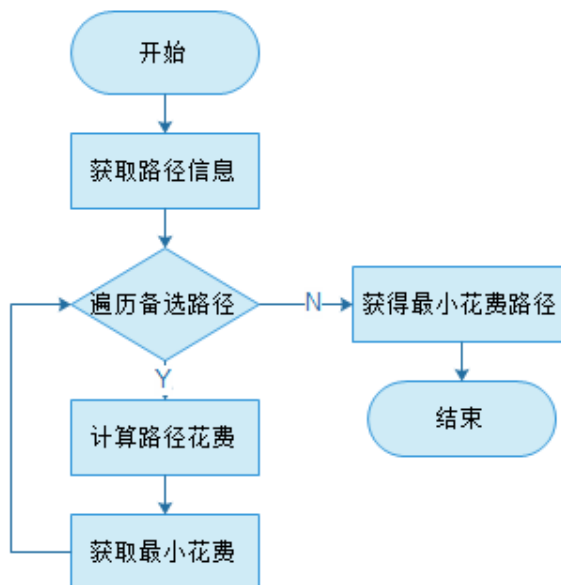 开始
获取路径信息
遍历备选路径
N
获得最小花费路径
Y
计算路径花费
结束
获取最小花费